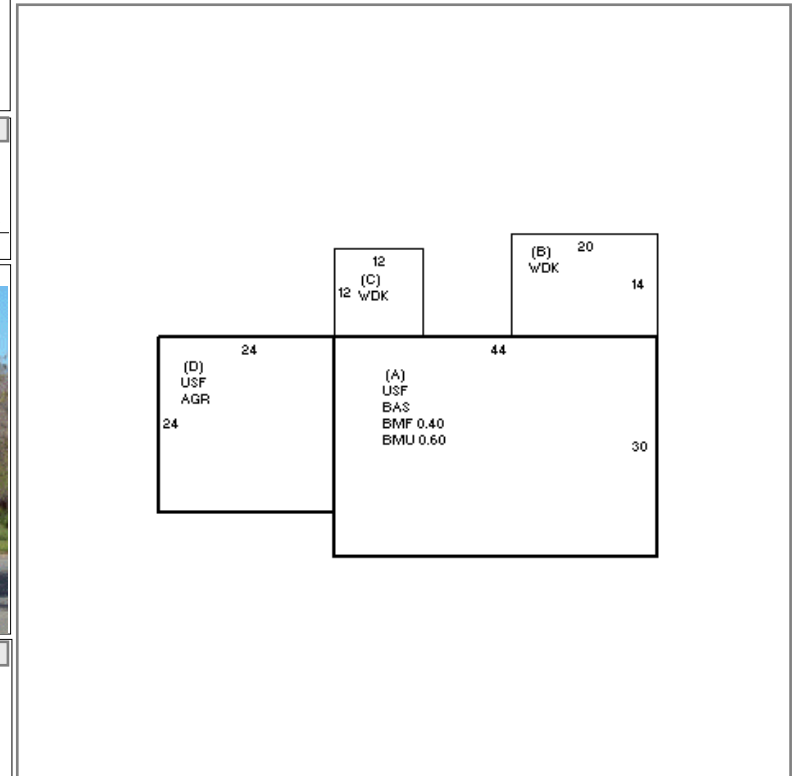 12
(C)
12 WDK
(B) 20
WDK
14
24
(D)
USF
AGR
24
44
(A)
USF
BAS
BMF 0.40
BMU 0.60
30